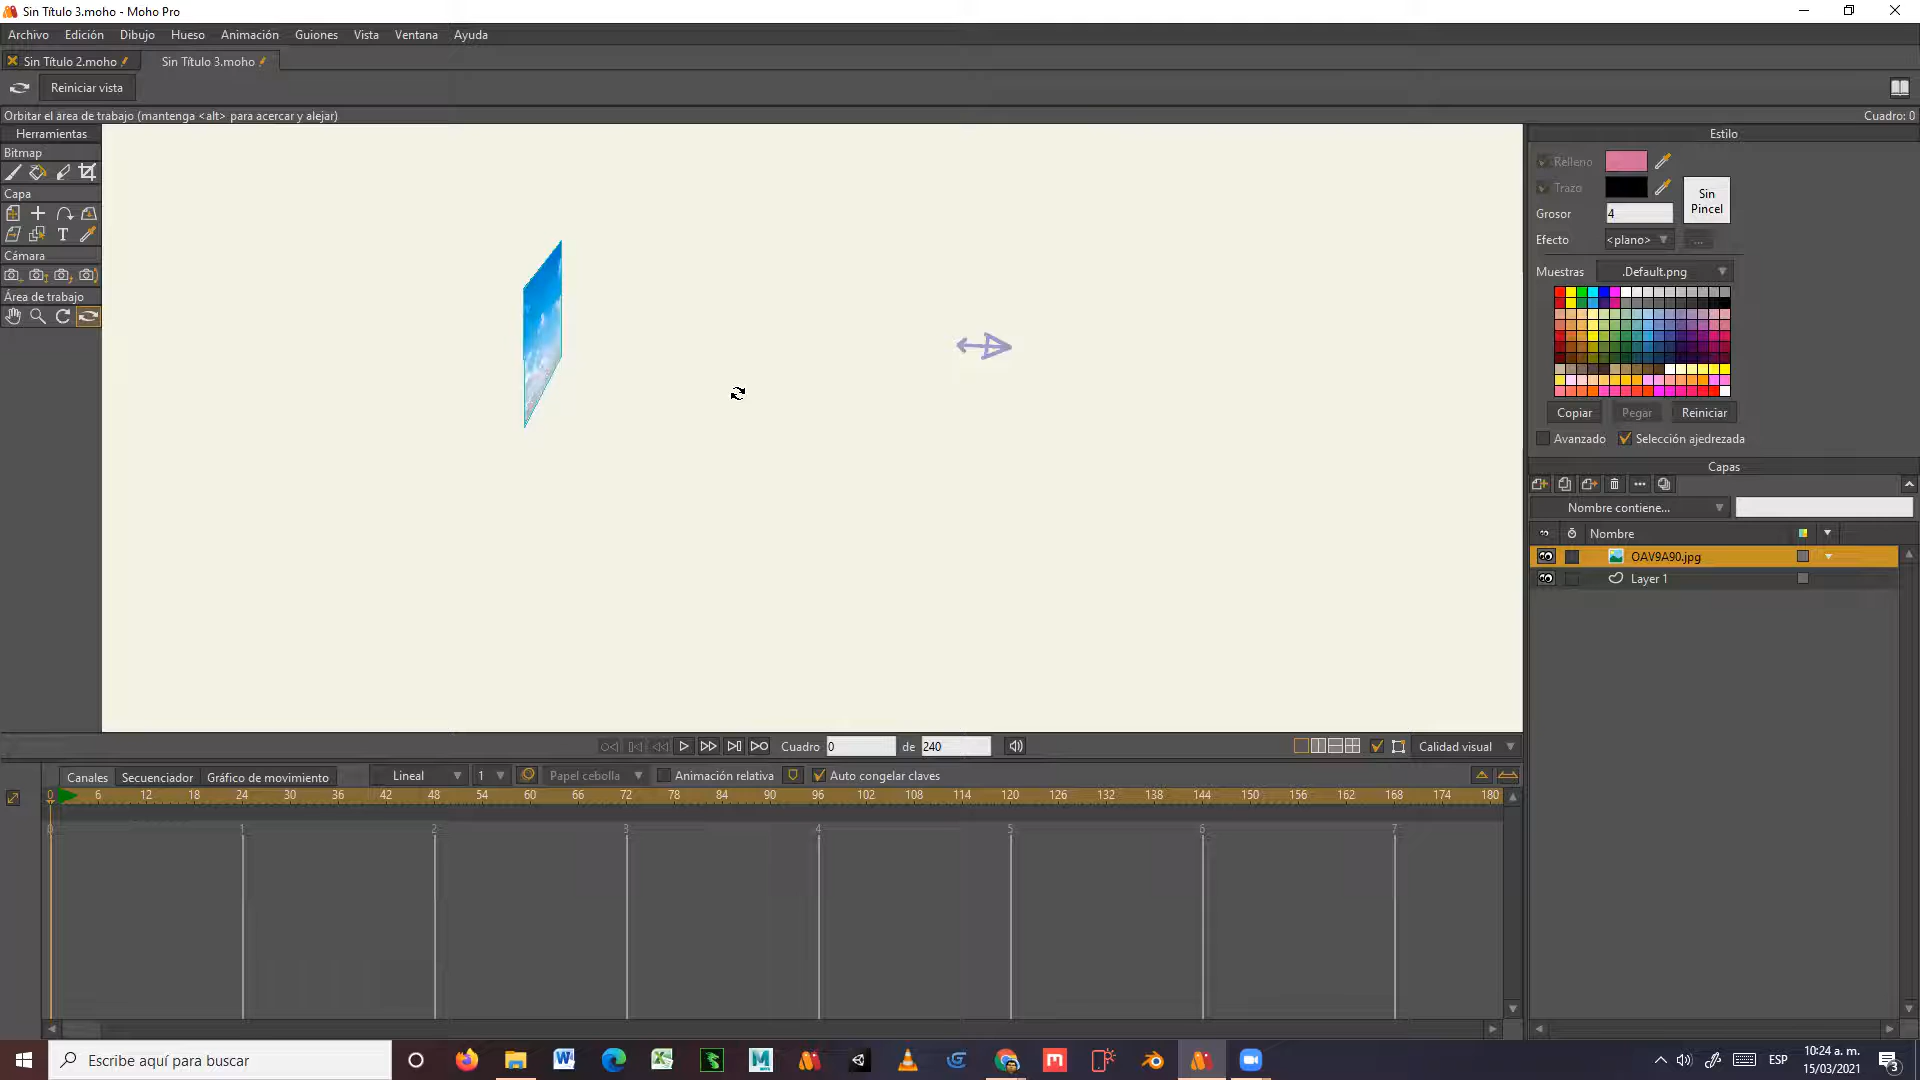 Sin Título 3.moho - Moho Pro
Archivo Edición Dibujo Hueso Animación Guiones Vista Ventana Ayuda
Sin Título 2.moho Sin Título 3.moho
Reiniciar vista
Orbitar el área de trabajo (mantenga <alt> para acercar y alejar) Cuadro: 0
Herramientas
Bitmap
Capa
T
Cámara
Área de trabajo
Estilo
Relleno
Trazo
Sin
Pincel
Grosor 4
Efecto <plano> ...
Muestras .Default.png
Copiar Pegar Reiniciar
Avanzado Selección ajedrezada
Capas
Nombre contiene...
Nombre
OAV9A90.jpg
Layer 1
Cuadro 0 de 240 Calidad visual
Canales Secuenciador Gráfico de movimiento Lineal 1 Papel cebolla Animación relativa Auto congelar claves
0 6 12 18 24 30 36 42 48 54 60 66 72 78 84 90 96 102 108 114 120 126 132 138 144 150 156 162 168 174 180
0 1 2 3 4 5 6 7
Escribe aquí para buscar
ESP
10:24 a. m.
15/03/2021
3